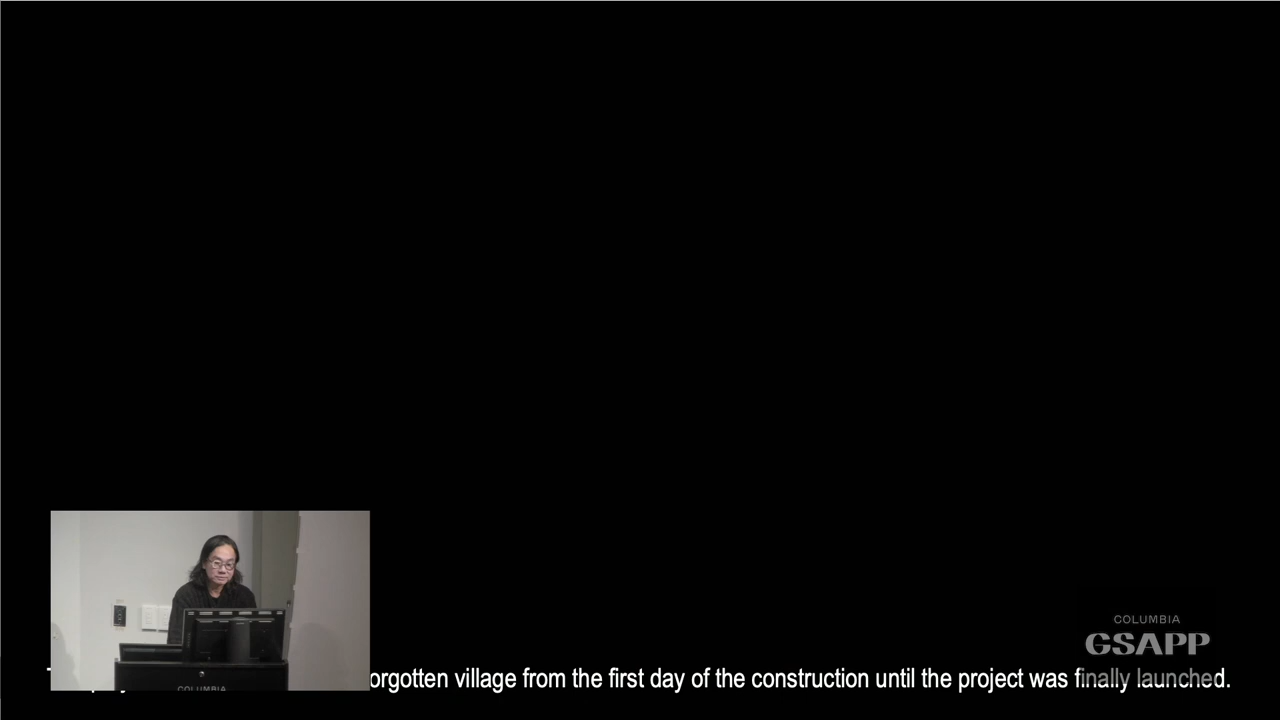 COLUMBIA
GSAPP
orgotten village from the first day of the construction until the project was finally launched.
COLUMBIA